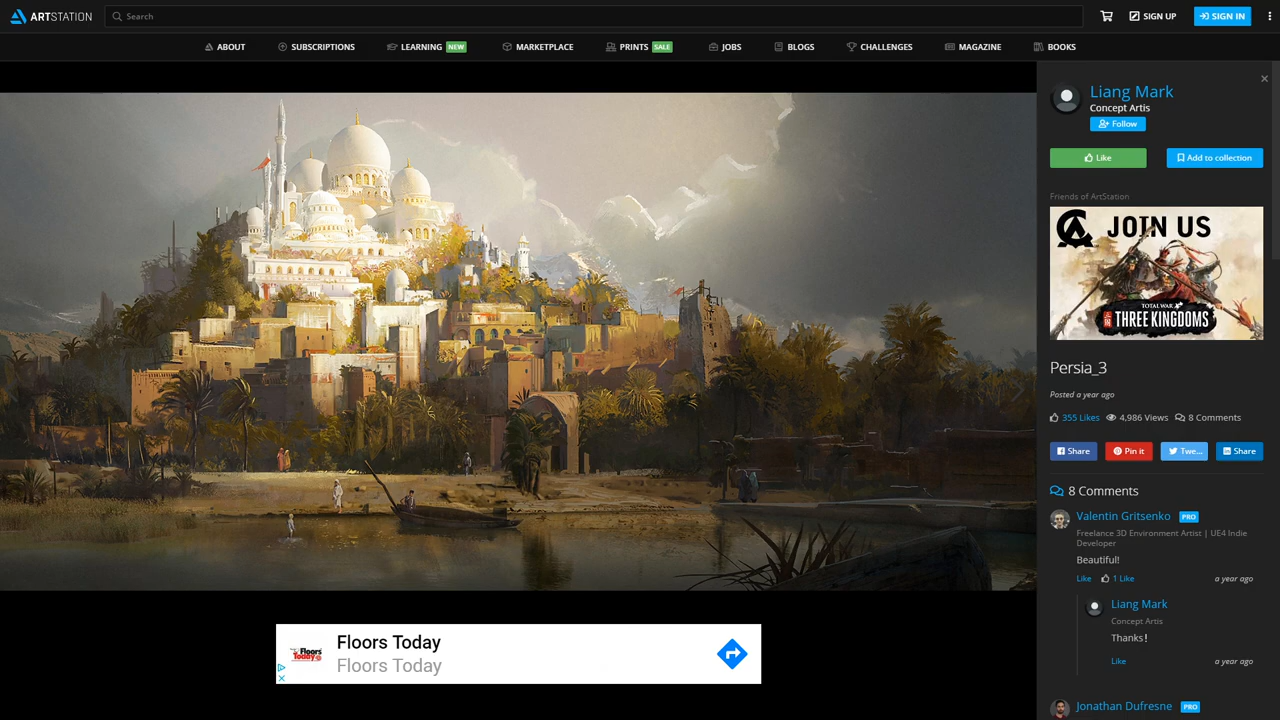 ARTSTATION
Search
SIGN UP
SIGN IN
ABOUT
SUBSCRIPTIONS
LEARNING NEW
MARKETPLACE
PRINTS SALE
JOBS
BLOGS
CHALLENGES
MAGAZINE
BOOKS
Liang Mark
Concept Artis
Follow
Like
Add to collection
Friends of ArtStation
JOIN US
TOTAL WAR
THREE KINGDOMS
Persia_3
Posted a year ago
355 Likes 4,986 Views 8 Comments
Share
Pin it
Twe...
Share
8 Comments
Valentin Gritsenko PRO
Freelance 3D Environment Artist | UE4 Indie
Developer
Beautiful!
Like 1 Like a year ago
Liang Mark
Concept Artis
Thanks！
Like a year ago
Jonathan Dufresne PRO
Floors Today
Floors Today
Floors
Today